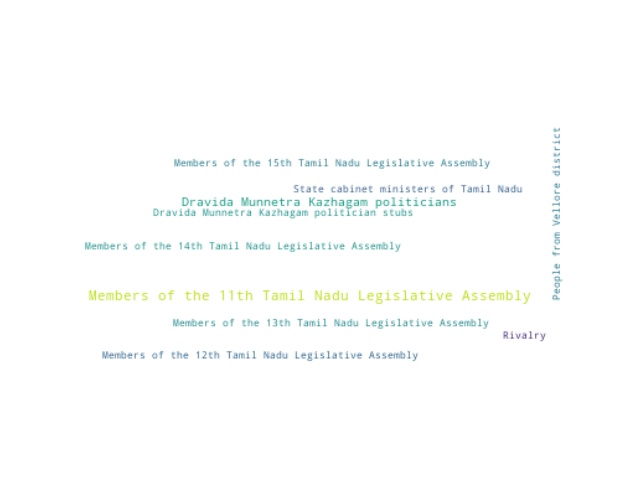 Members of the 15th Tamil Nadu Legislative Assembly
State cabinet ministers of Tamil Nadu
Dravida Munnetra Kazhagam politicians
Dravida Munnetra Kazhagam politician stubs
Members of the 14th Tamil Nadu Legislative Assembly
Members of the 11th Tamil Nadu Legislative Assembly
Members of the 13th Tamil Nadu Legislative Assembly
Rivalry
Members of the 12th Tamil Nadu Legislative Assembly
People from Vellore district